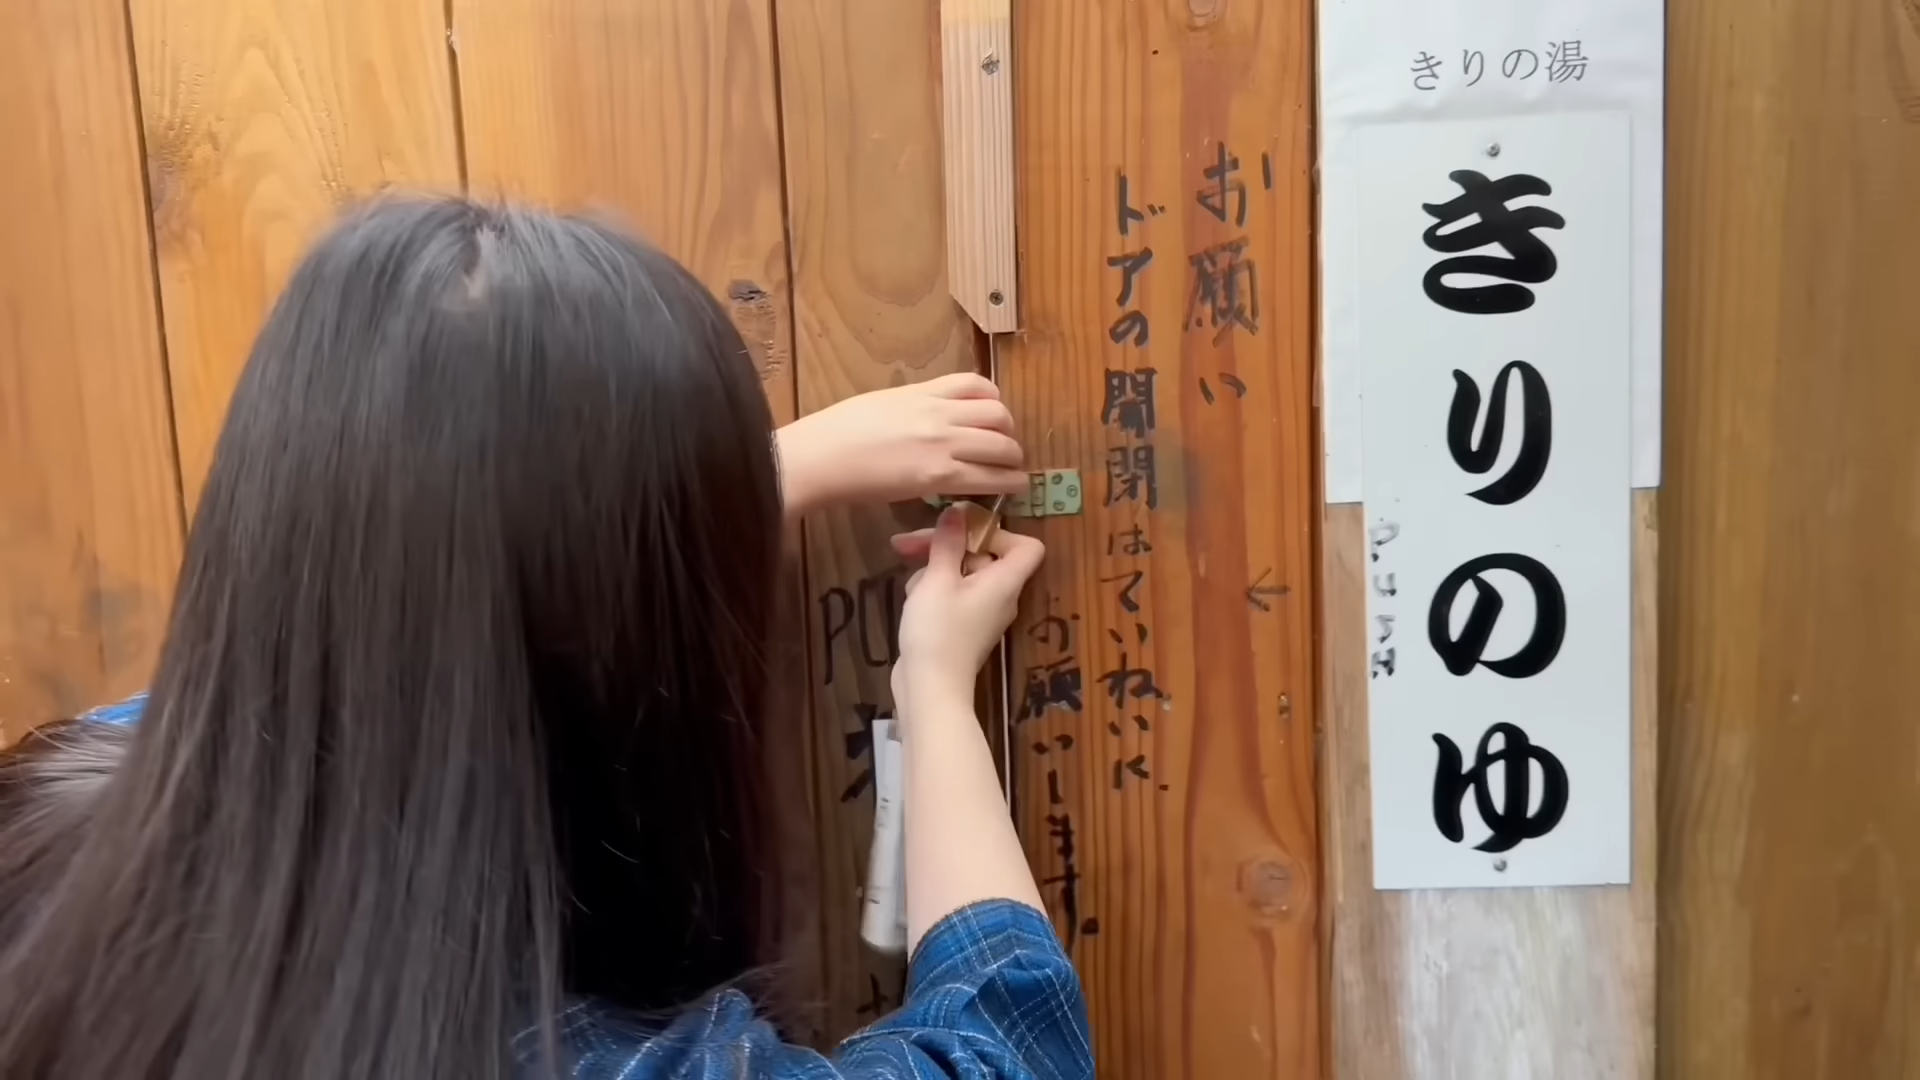 きりの湯
きりのゆ
PUSH
お願い
ドアの開閉はていねいに
お願いします。